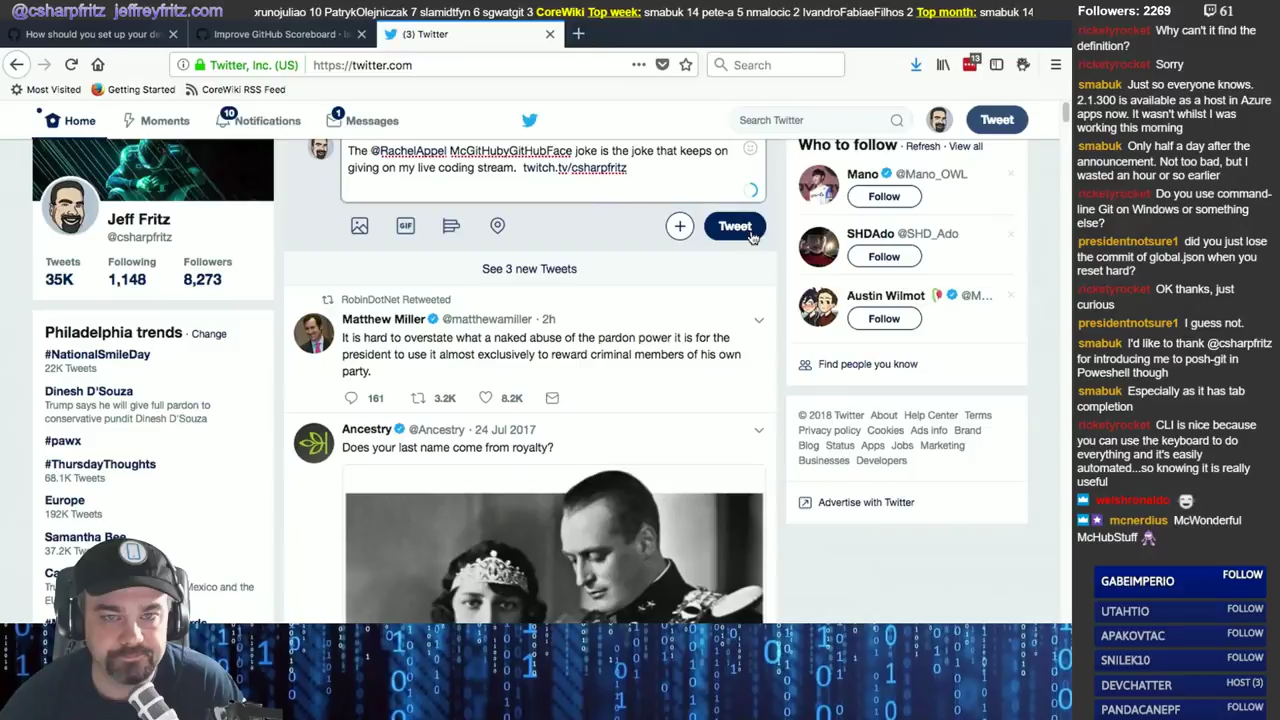 @csharpfritz jeffreyfritz.com
xrunojuliao 10 PatrykOlejniczak 7 slamidtfyn 6 sgwatgit 3 CoreWiki Top week: smabuk 14 pete-a 5 nmalocic 2 IvandroFabiaeFilhos 2 Top month: smabuk 14
How should you set up your de
Improve GitHub Scoreboard - Is
(3) Twitter
Twitter, Inc. (US)
https://twitter.com
Search
13
Most Visited
Getting Started
CoreWiki RSS Feed
Home
Moments
10
Notifications
1
Messages
Search Twitter
Tweet
Jeff Fritz
@csharpfritz
Tweets
Following
Followers
35K
1,148
8,273
Philadelphia trends · Change
#NationalSmileDay
22K Tweets
Dinesh D'Souza
Trump says he will give full pardon to
conservative pundit Dinesh D'Souza
#pawx
#ThursdayThoughts
68.1K Tweets
Europe
192K Tweets
Samantha Bee
37.2K
Mexico and the
The @RachelAppel McGitHubyGitHubFace joke is the joke that keeps on
giving on my live coding stream. twitch.tv/csharpfritz
GIF
Tweet
See 3 new Tweets
RobinDotNet Retweeted
Matthew Miller @matthewamiller · 2h
It is hard to overstate what a naked abuse of the pardon power it is for the
president to use it almost exclusively to reward criminal members of his own
party.
161
3.2K
8.2K
Ancestry @Ancestry · 24 Jul 2017
Does your last name come from royalty?
Who to follow · Refresh · View all
Mano @Mano_OWL
Follow
SHDAdo @SHD_Ado
Follow
Austin Wilmot @M...
Follow
Find people you know
© 2018 Twitter About Help Center Terms
Privacy policy Cookies Ads info Brand
Blog Status Apps Jobs Marketing
Businesses Developers
Advertise with Twitter
Followers: 2269
61
ricketyrocket Why can't it find the
definition?
ricketyrocket Sorry
smabuk Just so everyone knows.
2.1.300 is available as a host in Azure
apps now. It wasn't whilst I was
working this morning
smabuk Only half a day after the
announcement. Not too bad, but I
wasted an hour or so earlier
ricketyrocket Do you use command-
line Git on Windows or something
else?
presidentnotsure1 did you just lose
the commit of global.json when you
reset hard?
ricketyrocket OK thanks, just
curious
presidentnotsure1 I guess not.
smabuk I'd like to thank @csharpfritz
for introducing me to posh-git in
Poweshell though
smabuk Especially as it has tab
completion
ricketyrocket CLI is nice because
you can use the keyboard to do
everything and it's easily
automated...so knowing it is really
useful
welshronaldo
mcnerdius McWonderful
McHubStuff
GABEIMPERIO FOLLOW
UTAHTIO FOLLOW
APAKOVTAC FOLLOW
SNILEK10 FOLLOW
DEVCHATTER HOST (3)
PANDACANEPF FOLLOW